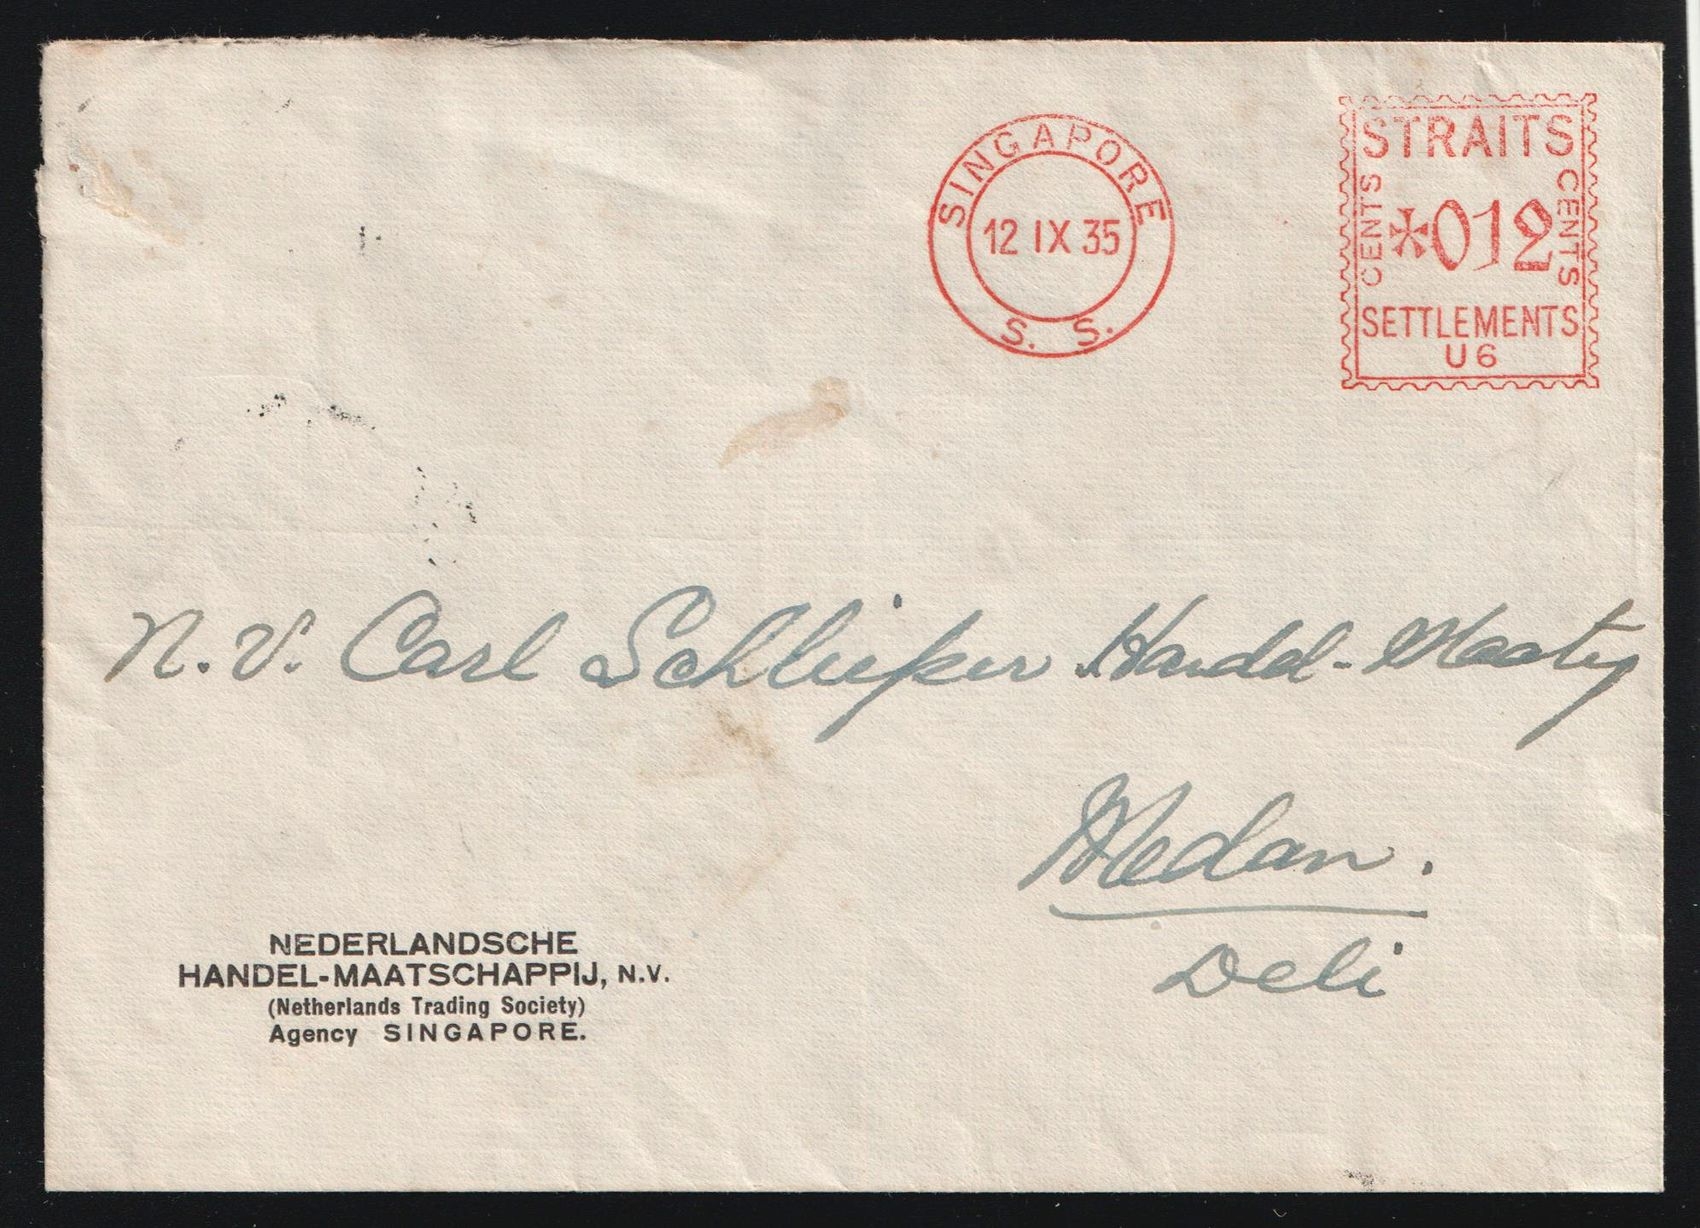 SINGAPORE
12 IX 35
S. S.
STRAITS
CENTS *012 CENTS
SETTLEMENTS
U6
N.V. Carl Schlieper Handel-Maatij
Medan.
Deli
NEDERLANDSCHE
HANDEL-MAATSCHAPPIJ, N.V.
(Netherlands Trading Society)
Agency SINGAPORE.